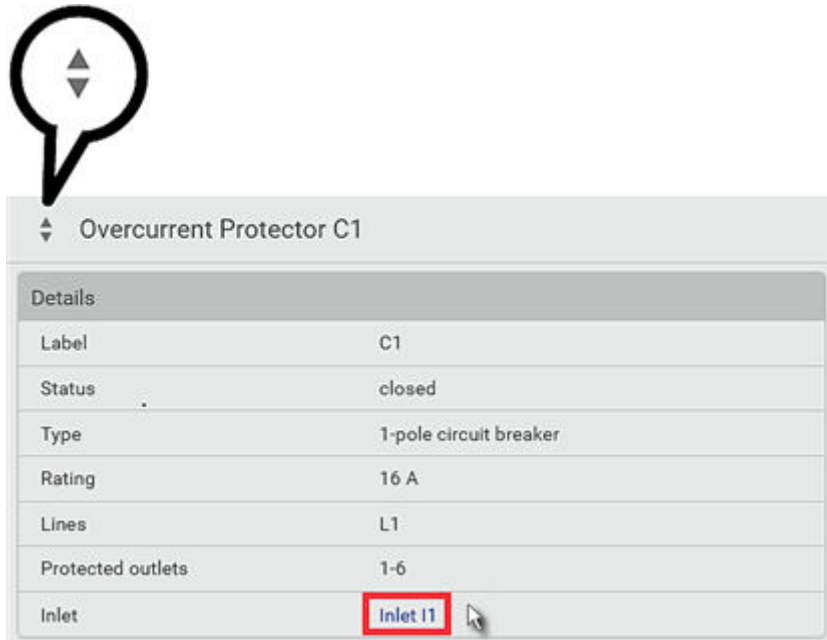 Overcurrent Protector C1
Details
Label C1
Status closed
Type 1-pole circuit breaker
Rating 16 A
Lines L1
Protected outlets 1-6
Inlet Inlet I1